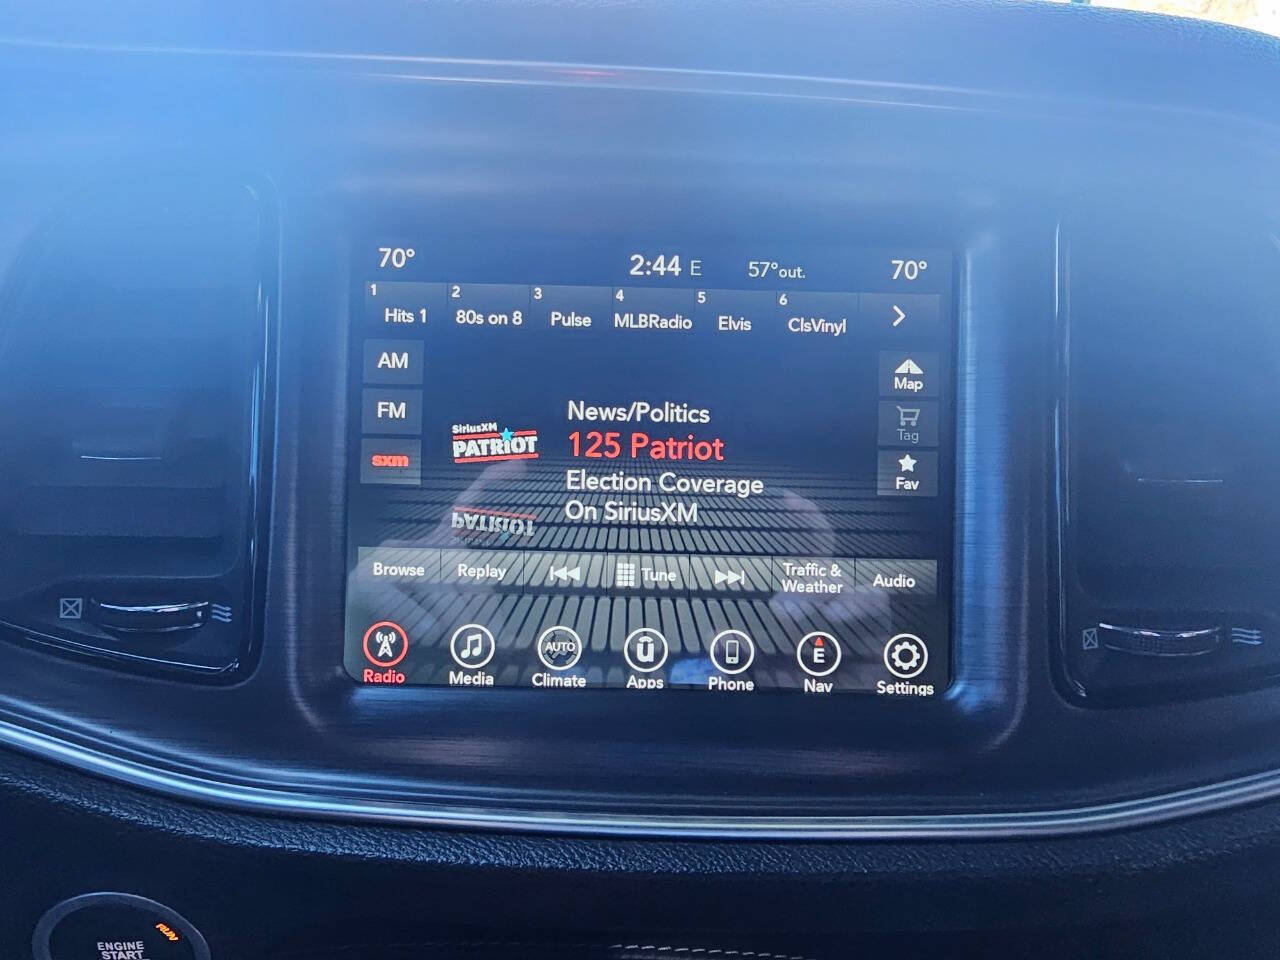 70° 2:44 E 57° out. 70°
1 2 3 4 5 6
Hits 1 80s on 8 Pulse MLBRadio Elvis ClsVinyl
AM
Map
FM
Tag
sxm
Fav
SiriusXM
PATRIOT
News/Politics
125 Patriot
Election Coverage
On SiriusXM
PATRIOT
Browse Replay Tune Traffic & Weather Audio
AUTO E
Radio Media Climate Apps Phone Nav Settings
RUN
ENGINE
START